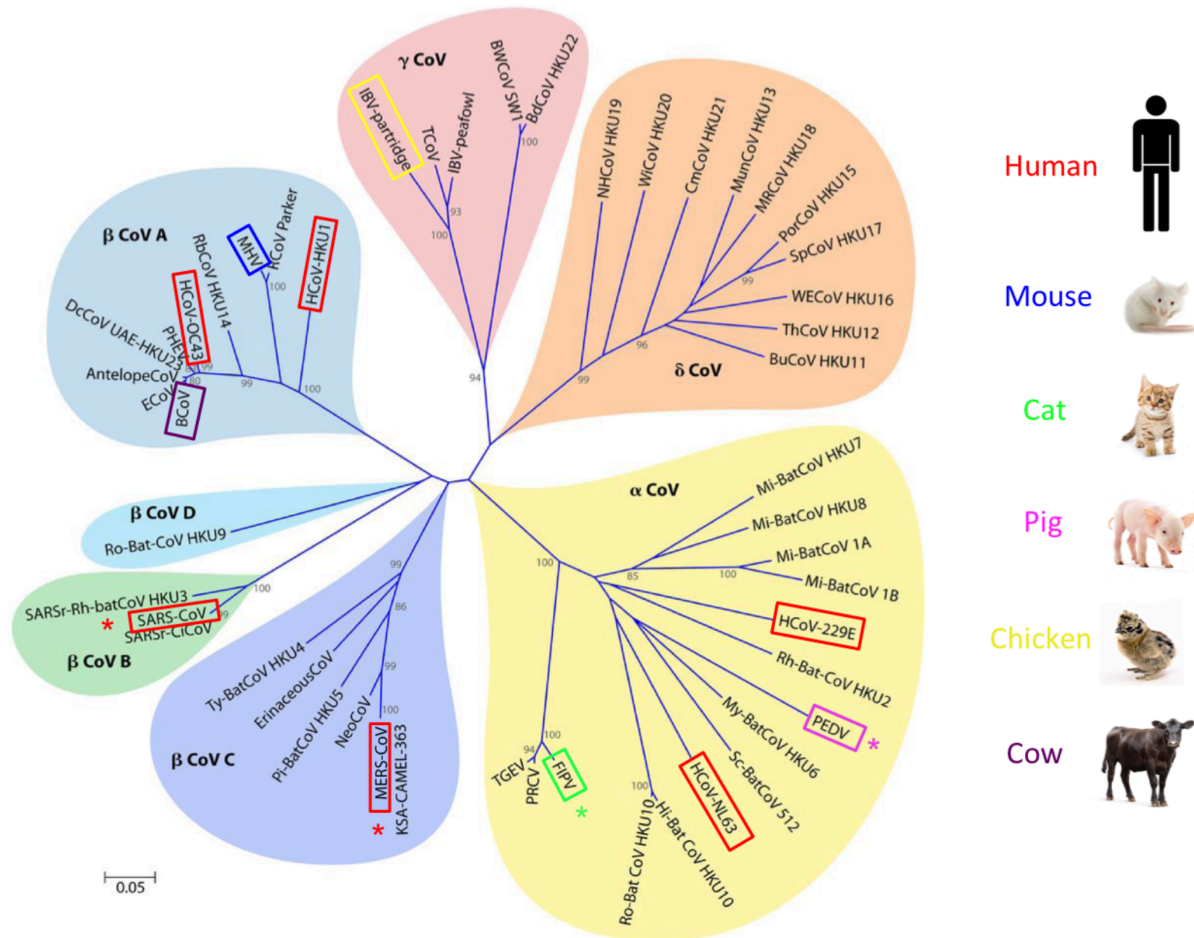 γ CoV
IBV-partridge
TCoV
IBV-peafowl
BWCoV SW1
BdCoV HKU22
100
93
100
94
NHCoV HKU19
WiCoV HKU20
CmCoV HKU21
MunCoV HKU13
MRCoV HKU18
PorCoV HKU15
SpCoV HKU17
99
WECoV HKU16
ThCoV HKU12
BuCoV HKU11
96
99
δ CoV
β CoV A
DcCoV UAE-HKU23
PHEV
HCoV-OC43
RbCoV HKU14
MHV
RCoV Parker
HCoV-HKU1
100
AntelopeCoV
ECoV
BCoV
99
80
99
100
β CoV D
Ro-Bat-CoV HKU9
SARSr-Rh-batCoV HKU3
* SARS-CoV
SARSr-CiCoV
100
99
β CoV B
99
86
99
100
Ty-BatCoV HKU4
ErinaceousCoV
Pi-BatCoV HKU5
NeoCoV
MERS-CoV
KSA-CAMEL-363
*
β CoV C
α CoV
Mi-BatCoV HKU7
Mi-BatCoV HKU8
Mi-BatCoV 1A
Mi-BatCoV 1B
85
100
100
HCoV-229E
Rh-Bat-CoV HKU2
PEDV *
My-BatCoV HKU6
Sc-BatCoV 512
HCoV-NL63
Hi-Bat CoV HKU10
Ro-Bat CoV HKU10
100
100
94
TGEV
PRCV
FIPV
*
0.05
Human
Mouse
Cat
Pig
Chicken
Cow